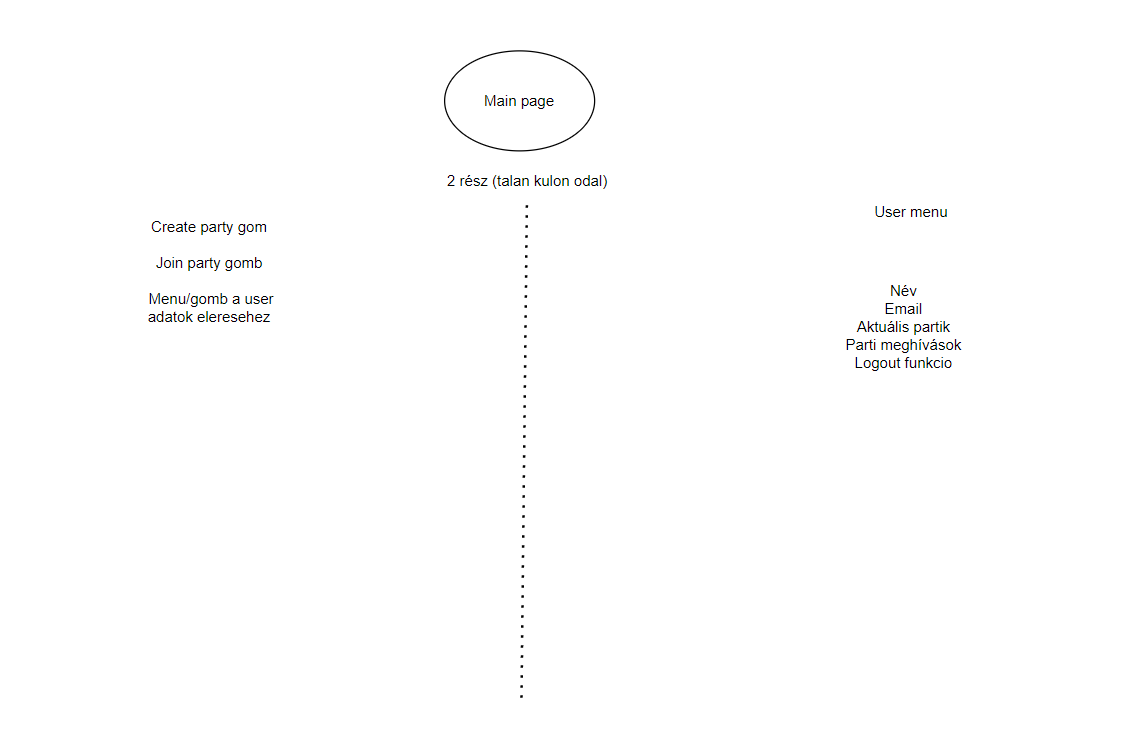 Main page
2 rész (talan kulon odal)
Create party gom
Join party gomb
Menu/gomb a user
adatok eleresehez
User menu
Név
Email
Aktuális partik
Parti meghívások
Logout funkcio